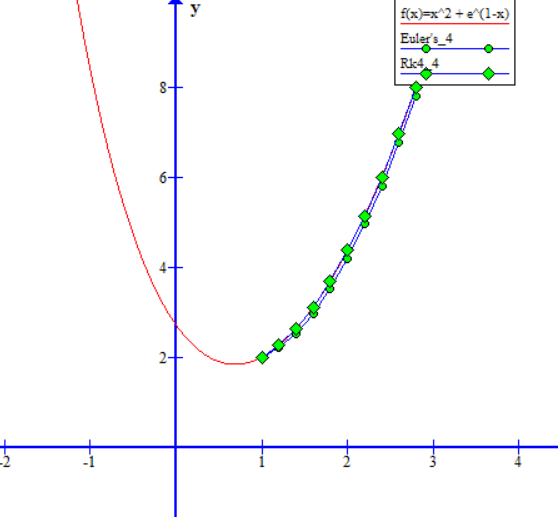 y
f(x)=x^2 + e^(1-x)
Euler's_4
Rk4_4
8
6
4
2
-2 -1 1 2 3 4